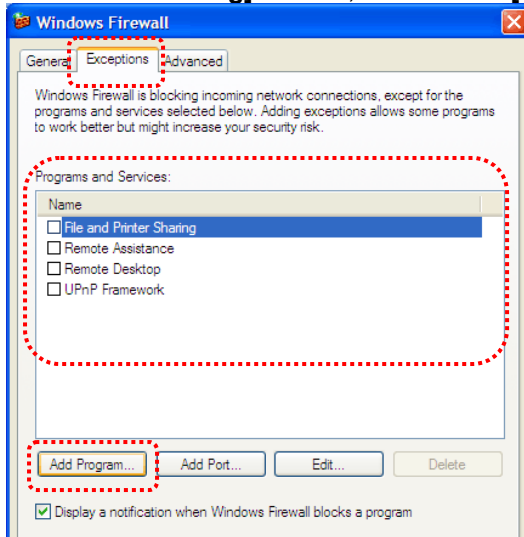 Windows Firewall
General Exceptions Advanced
Windows Firewall is blocking incoming network connections, except for the
programs and services selected below. Adding exceptions allows some programs
to work better but might increase your security risk.
Programs and Services:
Name
File and Printer Sharing
Remote Assistance
Remote Desktop
UPnP Framework
Add Program... Add Port... Edit... Delete
Display a notification when Windows Firewall blocks a program